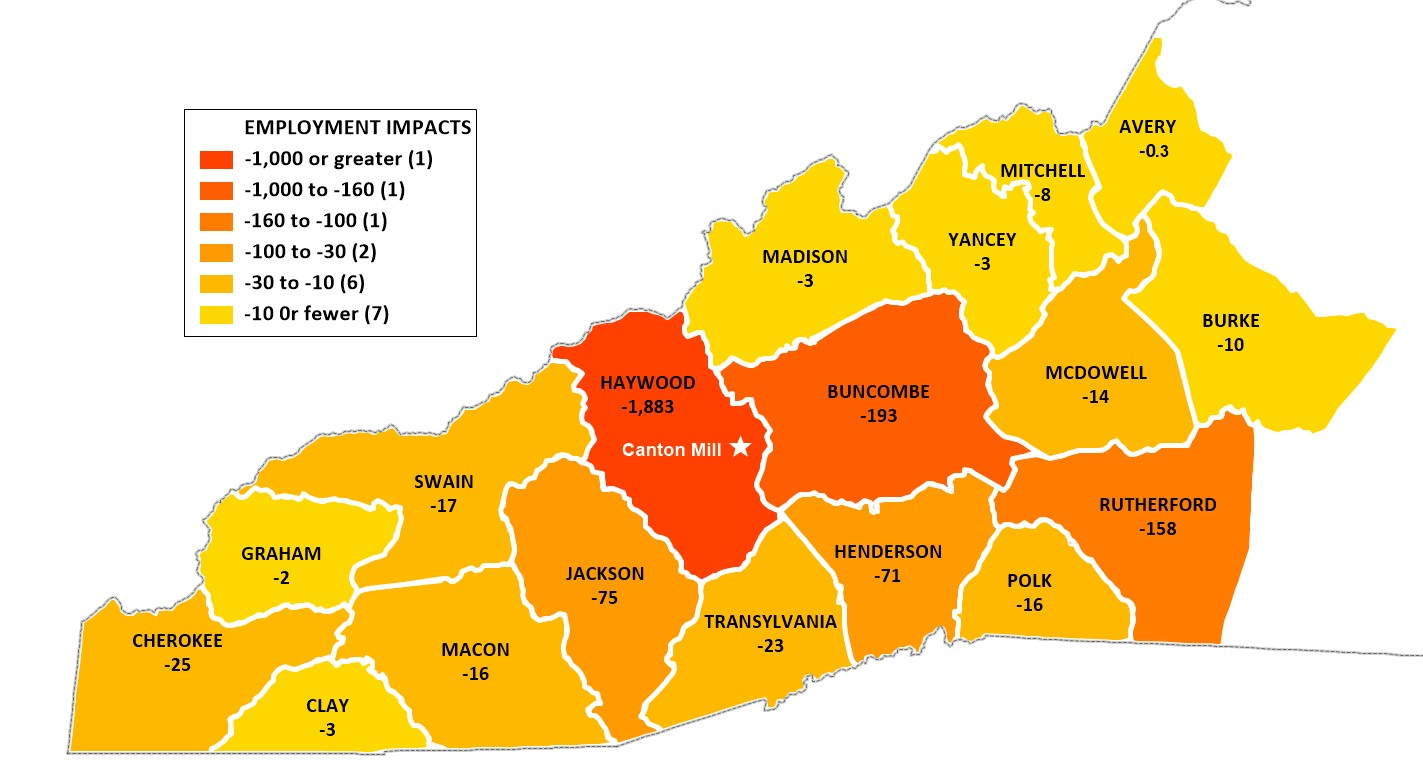 EMPLOYMENT IMPACTS
-1,000 or greater (1)
-1,000 to -160 (1)
-160 to -100 (1)
-100 to -30 (2)
-30 to -10 (6)
-10 0r fewer (7)
AVERY
-0.3
MITCHELL
-8
YANCEY
-3
MADISON
-3
BURKE
-10
MCDOWELL
-14
HAYWOOD
-1,883
BUNCOMBE
-193
Canton Mill
SWAIN
-17
RUTHERFORD
-158
GRAHAM
-2
HENDERSON
-71
JACKSON
-75
POLK
-16
TRANSYLVANIA
-23
CHEROKEE
-25
MACON
-16
CLAY
-3